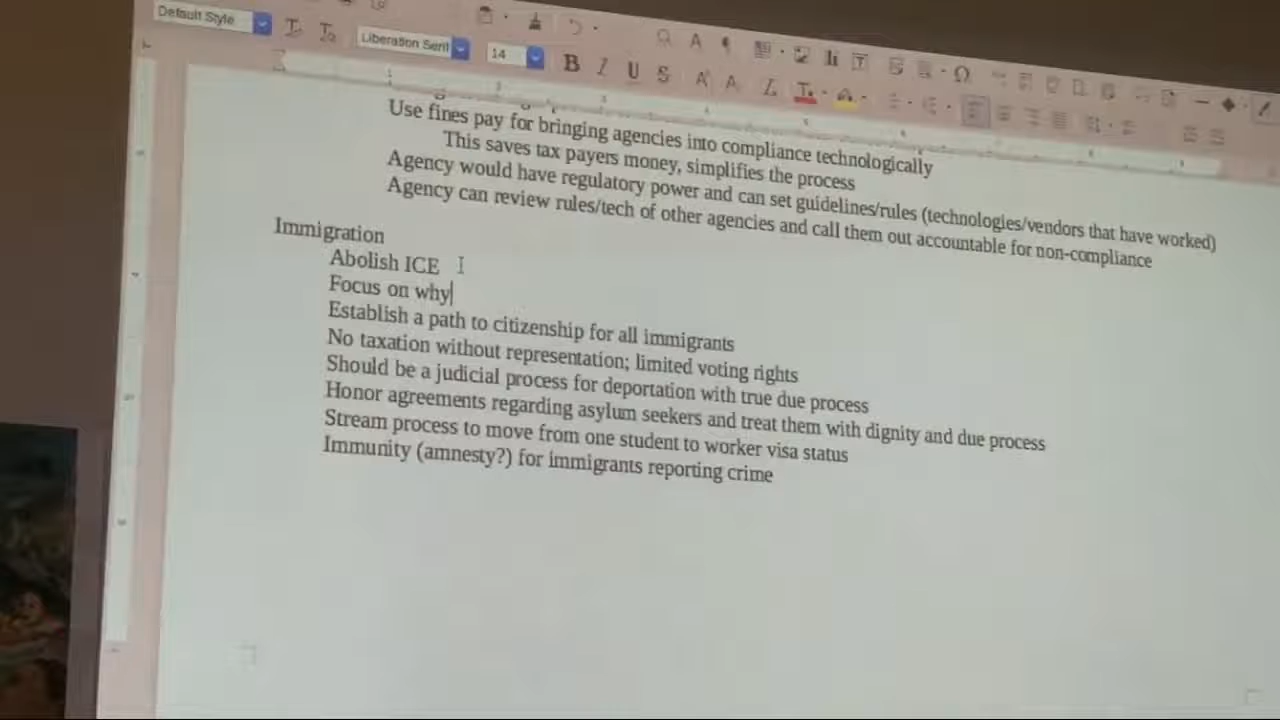 Default Style
Liberation Seri
14
Use fines pay for bringing agencies into compliance technologically
This saves tax payers money, simplifies the process
Agency would have regulatory power and can set guidelines/rules (technologies/vendors that have worked)
Agency can review rules/tech of other agencies and call them out accountable for non-compliance
Immigration
Abolish ICE
Focus on why
Establish a path to citizenship for all immigrants
No taxation without representation; limited voting rights
Should be a judicial process for deportation with true due process
Honor agreements regarding asylum seekers and treat them with dignity and due process
Stream process to move from one student to worker visa status
Immunity (amnesty?) for immigrants reporting crime